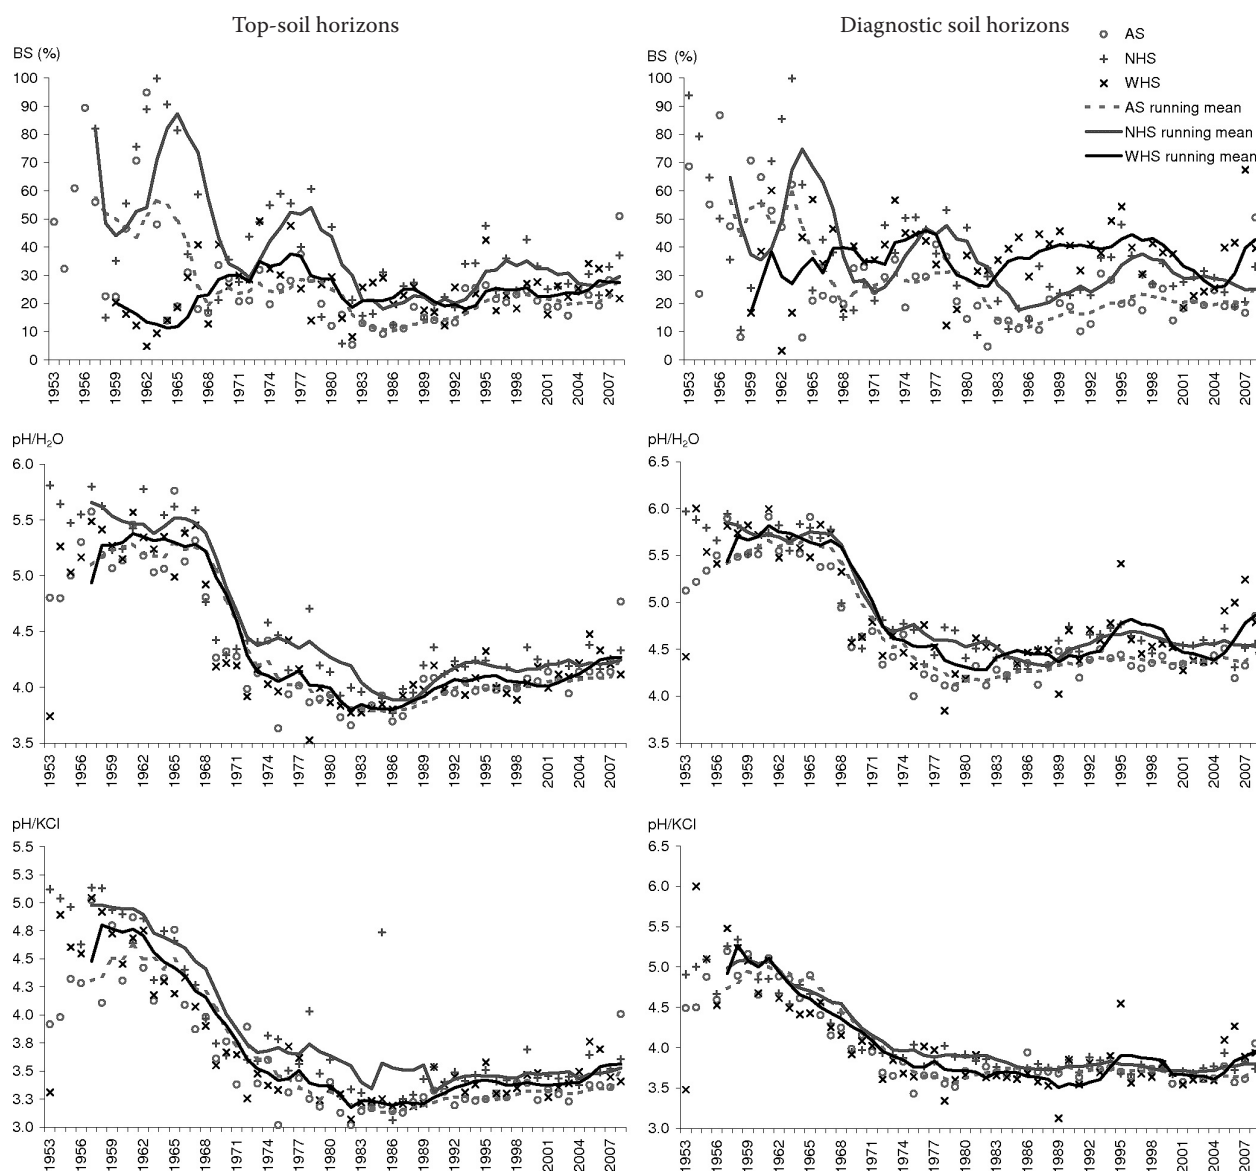 Top-soil horizons
Diagnostic soil horizons
BS (%)
100
90
80
70
60
50
40
30
20
10
0
1953 1956 1959 1962 1965 1968 1971 1974 1977 1980 1983 1986 1989 1992 1995 1998 2001 2004 2007
BS (%)
100
90
80
70
60
50
40
30
20
10
0
1953 1956 1959 1962 1965 1968 1971 1974 1977 1980 1983 1986 1989 1992 1995 1998 2001 2004 2007
AS
NHS
WHS
AS running mean
NHS running mean
WHS running mean
pH/H₂O
6.0
5.5
5.0
4.5
4.0
3.5
1953 1956 1959 1962 1965 1968 1971 1974 1977 1980 1983 1986 1989 1992 1995 1998 2001 2004 2007
pH/H₂O
6.5
6.0
5.5
5.0
4.5
4.0
3.5
1953 1956 1959 1962 1965 1968 1971 1974 1977 1980 1983 1986 1989 1992 1995 1998 2001 2004 2007
pH/KCl
5.5
5.3
5.0
4.8
4.5
4.3
4.0
3.8
3.5
3.3
3.0
1953 1956 1959 1962 1965 1968 1971 1974 1977 1980 1983 1986 1989 1992 1995 1998 2001 2004 2007
pH/KCl
6.5
6.0
5.5
5.0
4.5
4.0
3.5
3.0
1953 1956 1959 1962 1965 1968 1971 1974 1977 1980 1983 1986 1989 1992 1995 1998 2001 2004 2007